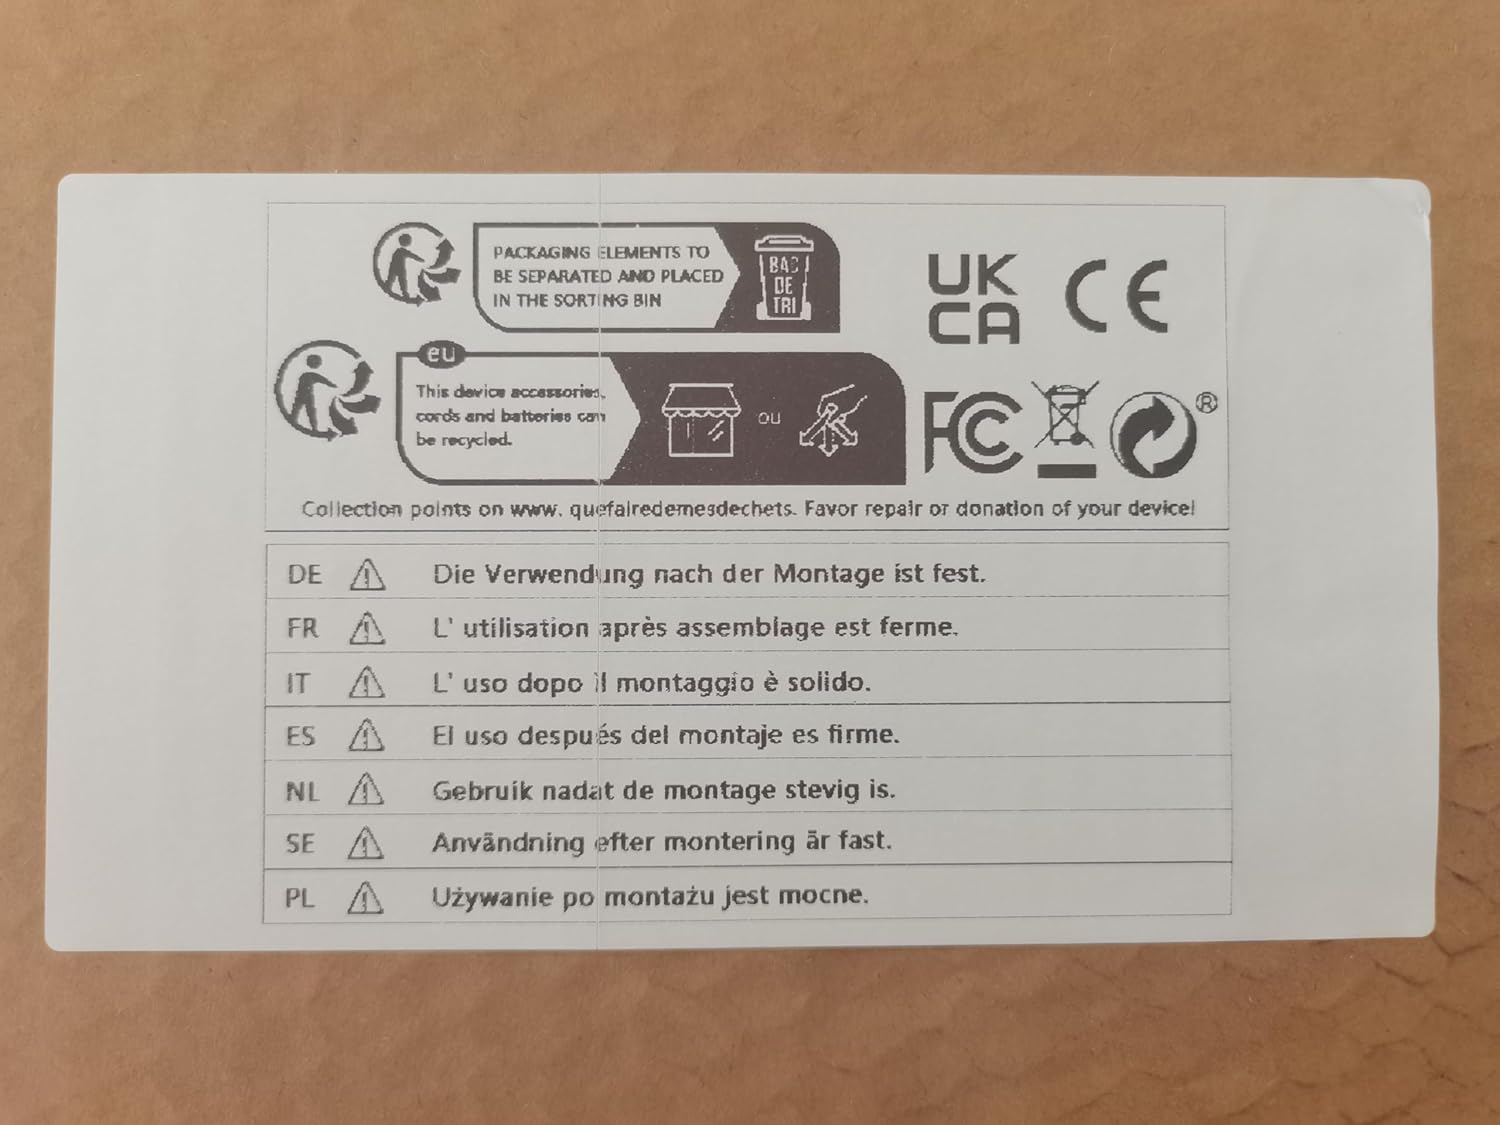 PACKAGING ELEMENTS TO
BE SEPARATED AND PLACED
IN THE SORTING BIN
BAC
DE
TRI
UK
CA
CE
eu
This device accessories,
cords and batteries can
be recycled.
ou
FC
®
Collection points on www. quefairedemesdechets. Favor repair or donation of your device!
DE Die Verwendung nach der Montage ist fest.
FR L' utilisation après assemblage est ferme.
IT L' uso dopo il montaggio è solido.
ES El uso después del montaje es firme.
NL Gebruik nadat de montage stevig is.
SE Användning efter montering är fast.
PL Używanie po montażu jest mocne.